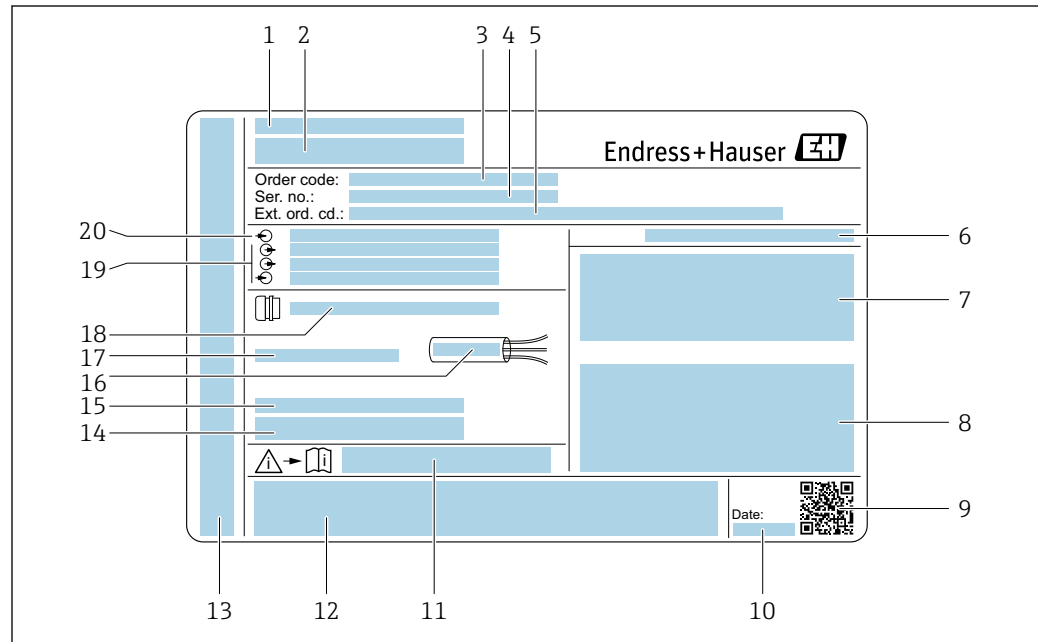 1 2 3 4 5
Endress+Hauser EH
Order code:
Ser. no.:
Ext. ord. cd.:
20
6
19
7
18
17
16
15
8
14
i i
Date:
9
13 12 11 10